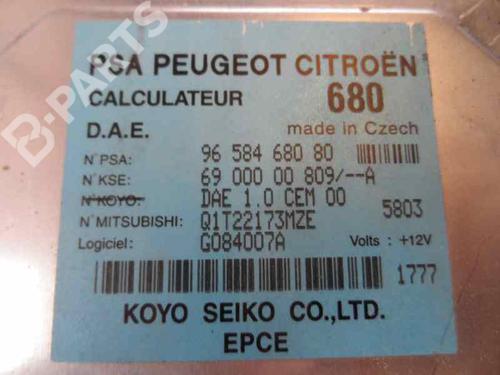 PSA PEUGEOT CITROËN
CALCULATEUR 680
D.A.E. made in Czech
N°PSA: 96 584 680 80
N°KSE: 69 000 00 809/--A
N°KOYO: DAE 1.0 CEM 00
5803
N°MITSUBISHI: Q1T22173MZE
Logiciel: G084007A Volts : +12V
1777
KOYO SEIKO CO.,LTD.
EPCE
B-PARTS